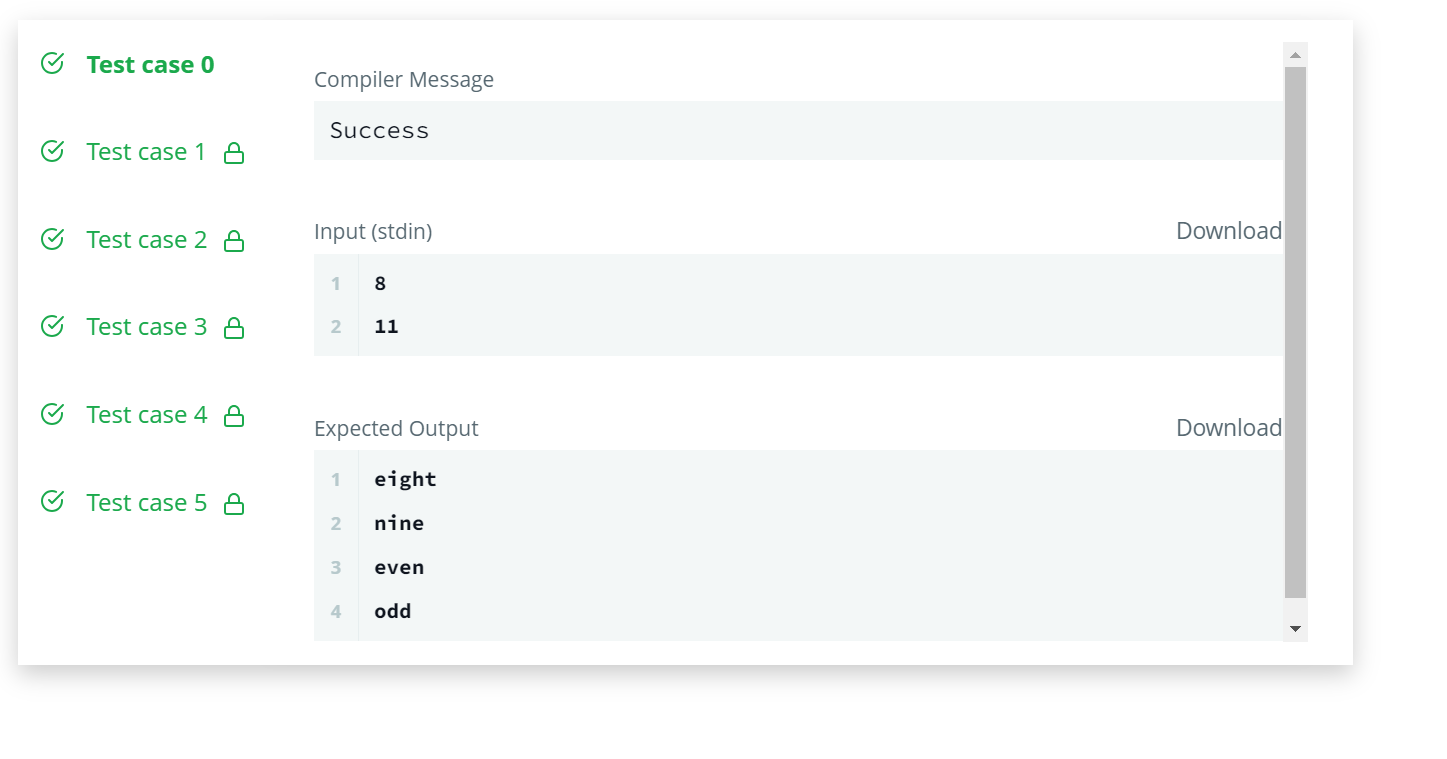 Test case 0
Test case 1
Test case 2
Test case 3
Test case 4
Test case 5
Compiler Message
Success
Input (stdin)
Download
1 8
2 11
Expected Output
Download
1 eight
2 nine
3 even
4 odd